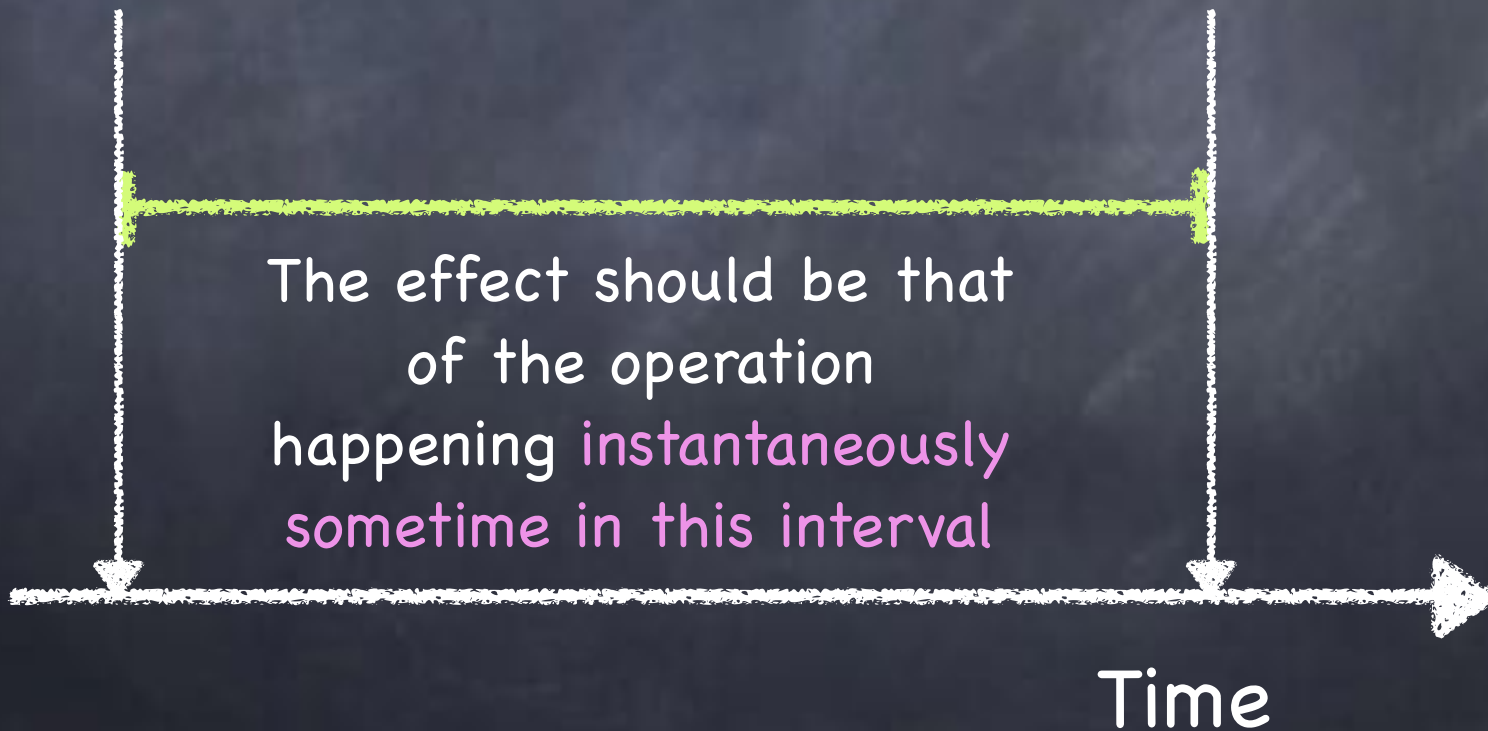 The effect should be that
of the operation
happening instantaneously
sometime in this interval
Time